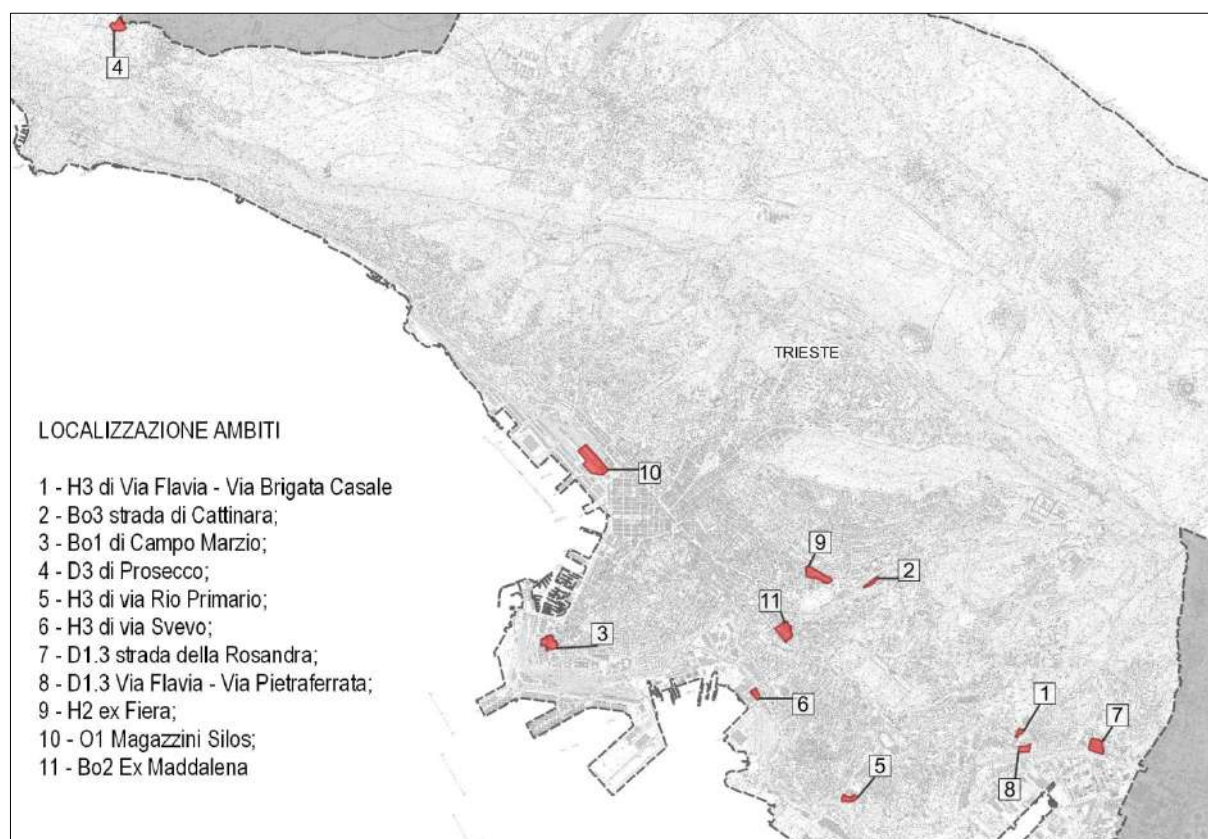 4
TRIESTE
LOCALIZZAZIONE AMBITI
1 - H3 di Via Flavia - Via Brigata Casale
2 - Bo3 strada di Cattinara;
3 - Bo1 di Campo Marzio;
4 - D3 di Prosecco;
5 - H3 di via Rio Primario;
6 - H3 di via Svevo;
7 - D1.3 strada della Rosandra;
8 - D1.3 Via Flavia - Via Pietraferrata;
9 - H2 ex Fiera;
10 - O1 Magazzini Silos;
11 - Bo2 Ex Maddalena
10
9
2
11
3
6
1
7
8
5